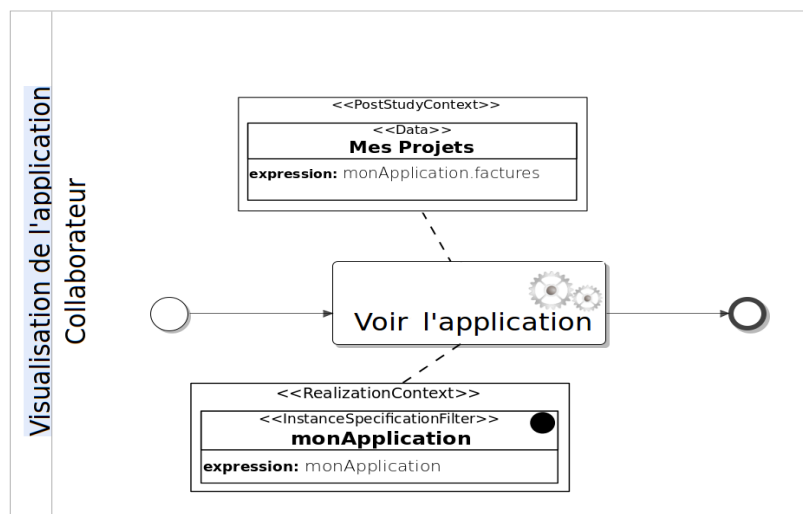 Visualisation de l'application
Collaborateur
<<PostStudyContext>>
<<Data>>
Mes Projets
expression: monApplication.factures
Voir l'application
<<RealizationContext>>
<<InstanceSpecificationFilter>>
monApplication
expression: monApplication